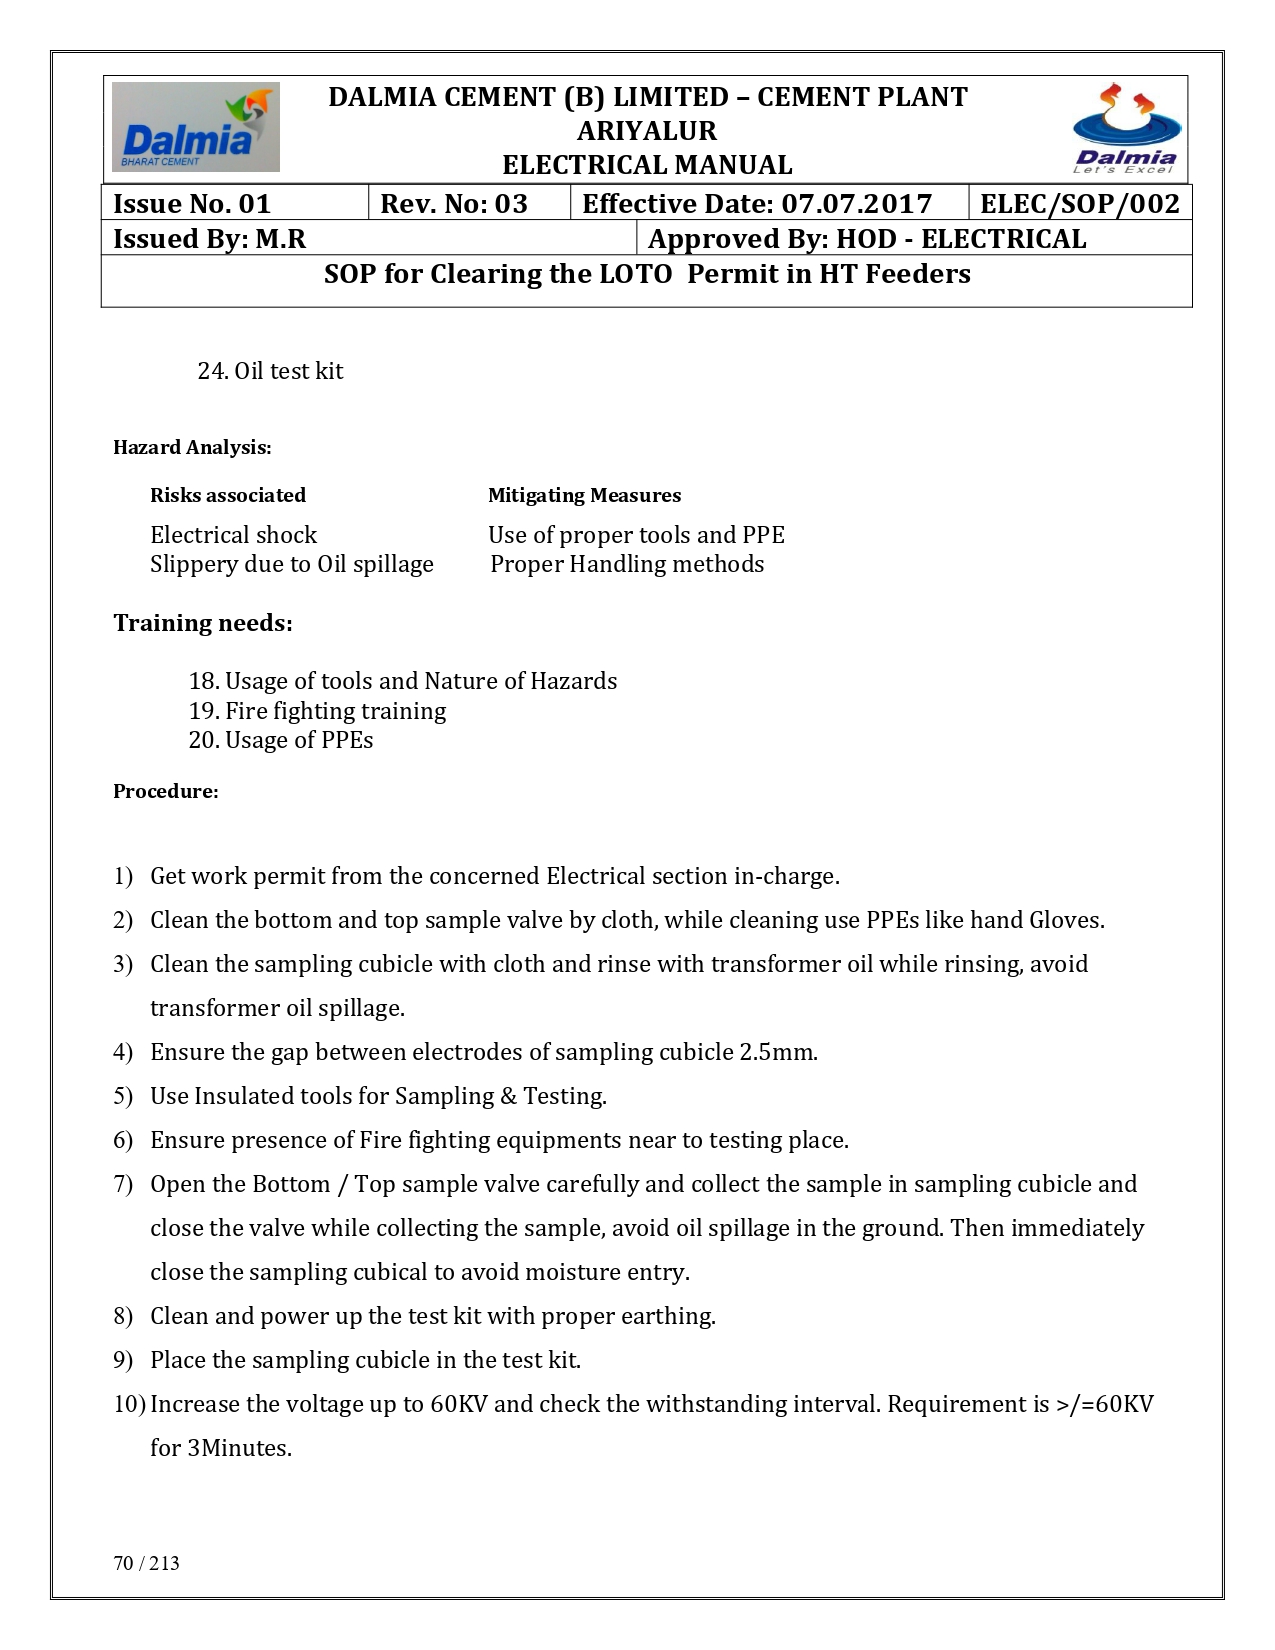 Dalmia
BHARAT CEMENT
DALMIA CEMENT (B) LIMITED – CEMENT PLANT
ARIYALUR
ELECTRICAL MANUAL
Dalmia
Let's Excel
Issue No. 01 Rev. No: 03 Effective Date: 07.07.2017 ELEC/SOP/002
Issued By: M.R Approved By: HOD - ELECTRICAL
SOP for Clearing the LOTO  Permit in HT Feeders
24. Oil test kit
Hazard Analysis:
Risks associated Mitigating Measures
Electrical shock Use of proper tools and PPE
Slippery due to Oil spillage Proper Handling methods
Training needs:
18. Usage of tools and Nature of Hazards
19. Fire fighting training
20. Usage of PPEs
Procedure:
1) Get work permit from the concerned Electrical section in-charge.
2) Clean the bottom and top sample valve by cloth, while cleaning use PPEs like hand Gloves.
3) Clean the sampling cubicle with cloth and rinse with transformer oil while rinsing, avoid
transformer oil spillage.
4) Ensure the gap between electrodes of sampling cubicle 2.5mm.
5) Use Insulated tools for Sampling & Testing.
6) Ensure presence of Fire fighting equipments near to testing place.
7) Open the Bottom / Top sample valve carefully and collect the sample in sampling cubicle and
close the valve while collecting the sample, avoid oil spillage in the ground. Then immediately
close the sampling cubical to avoid moisture entry.
8) Clean and power up the test kit with proper earthing.
9) Place the sampling cubicle in the test kit.
10) Increase the voltage up to 60KV and check the withstanding interval. Requirement is >/=60KV
for 3Minutes.
70 / 213